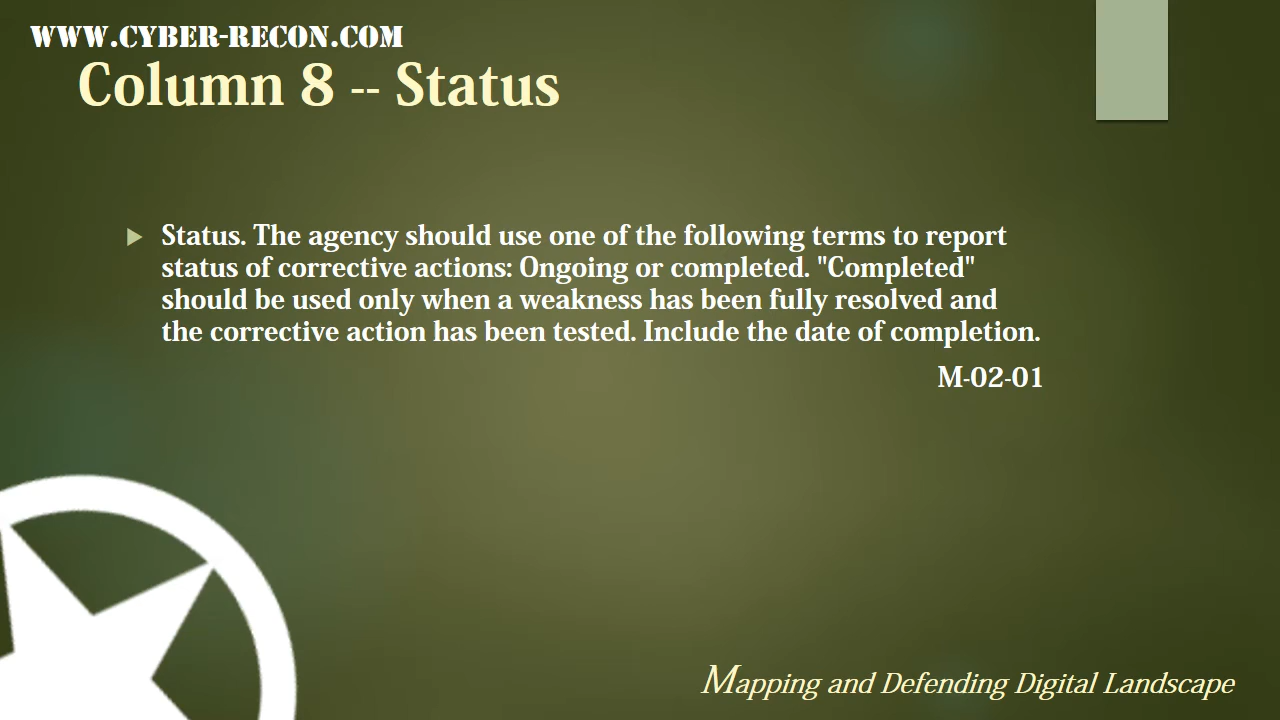 WWW.CYBER-RECON.COM
Column 8 -- Status
Status. The agency should use one of the following terms to report
status of corrective actions: Ongoing or completed. "Completed"
should be used only when a weakness has been fully resolved and
the corrective action has been tested. Include the date of completion.
M-02-01
Mapping and Defending Digital Landscape